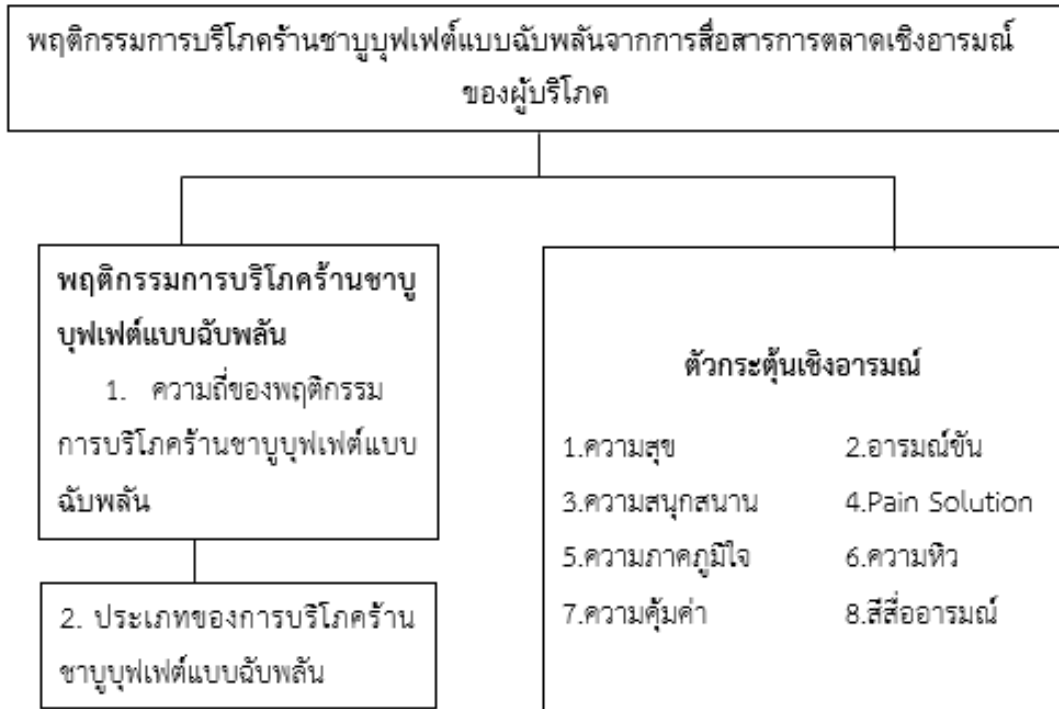 พฤติกรรมการบริโภคร้านชาบูบุฟเฟต์แบบฉับพลันจากการสื่อสารการตลาดเชิงอารมณ์
ของผู้บริโภค
พฤติกรรมการบริโภคร้านชาบู
บุฟเฟต์แบบฉับพลัน
1. ความถี่ของพฤติกรรม
การบริโภคร้านชาบูบุฟเฟต์แบบ
ฉับพลัน
2. ประเภทของการบริโภคร้าน
ชาบูบุฟเฟต์แบบฉับพลัน
ตัวกระตุ้นเชิงอารมณ์
1.ความสุข 2.อารมณ์ขัน
3.ความสนุกสนาน 4.Pain Solution
5.ความภาคภูมิใจ 6.ความหิว
7.ความคุ้มค่า 8.สีสื่ออารมณ์